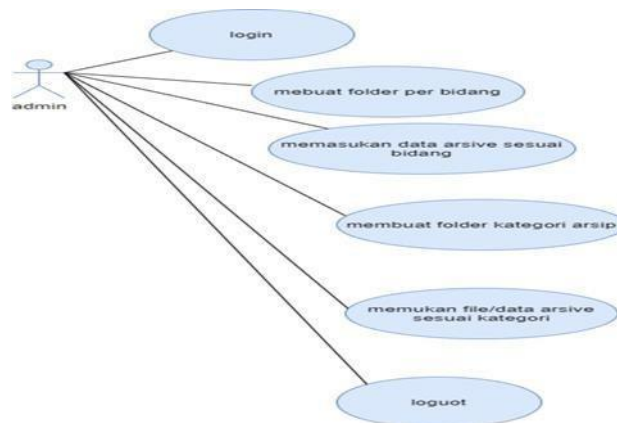 login
admin
mebuat folder per bidang
memasukan data arsive sesuai
bidang
membuat folder kategori arsip
memukan file/data arsive
sesuai kategori
loguot